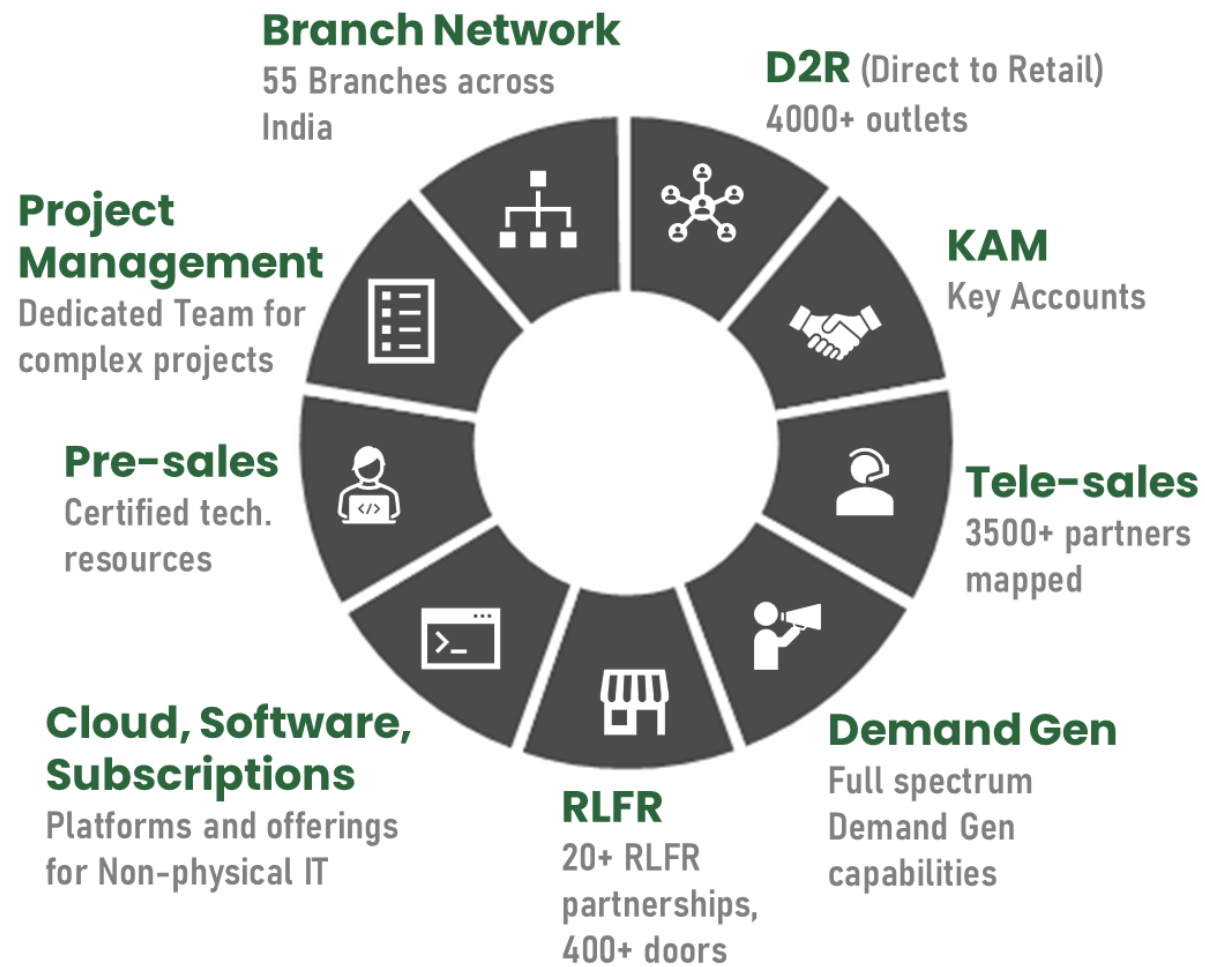 Branch Network
55 Branches across
India
D2R (Direct to Retail)
4000+ outlets
KAM
Key Accounts
Tele-sales
3500+ partners
mapped
Demand Gen
Full spectrum
Demand Gen
capabilities
RLFR
20+ RLFR
partnerships,
400+ doors
Cloud, Software,
Subscriptions
Platforms and offerings
for Non-physical IT
Pre-sales
Certified tech.
resources
Project
Management
Dedicated Team for
complex projects